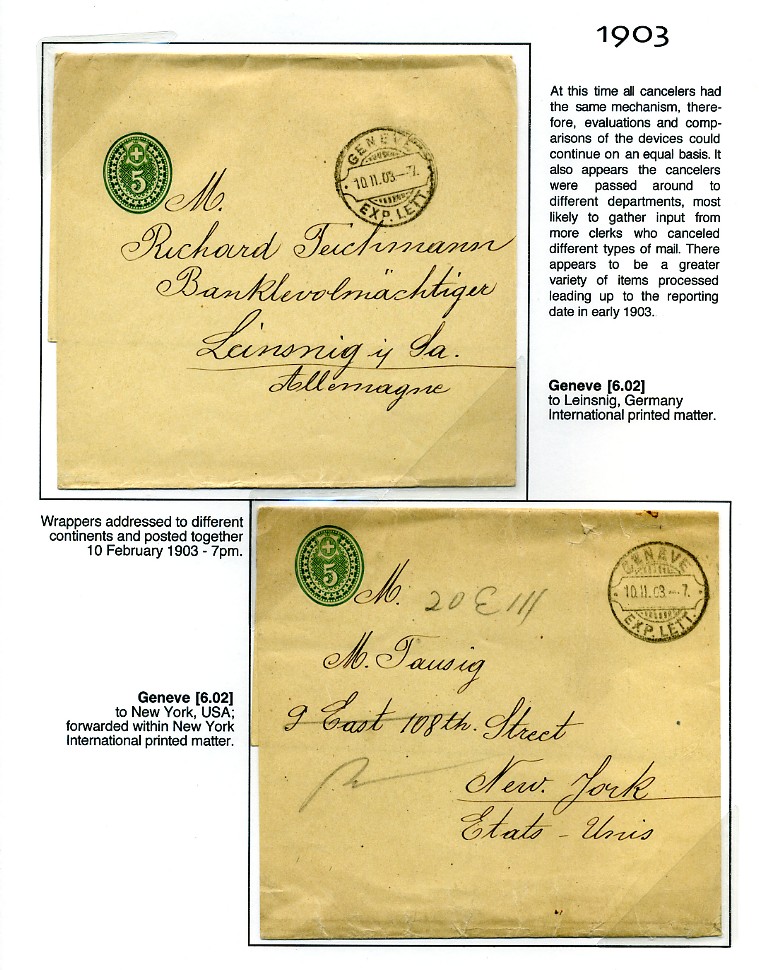 1903
At this time all cancelers had
the same mechanism, there-
fore, evaluations and comp-
arisons of the devices could
continue on an equal basis. It
also appears the cancelers
were passed around to
different departments, most
likely to gather input from
more clerks who canceled
different types of mail. There
appears to be a greater
variety of items processed
leading up to the reporting
date in early 1903.
5
GENÈVE
10.II.03–7.
EXP. LETT.
M.
Richard Teichmann
Banklevolmächtiger
Leinsnig i/ Sa.
Allemagne
Geneve [6.02]
to Leinsnig, Germany
International printed matter.
Wrappers addressed to different
continents and posted together
10 February 1903 - 7pm.
5
GENÈVE
10.II.03–7.
EXP. LETT.
M.
20 E 111
M. Tausig
9 East 108th. Street
New. York
Etats - Unis
Geneve [6.02]
to New York, USA;
forwarded within New York
International printed matter.